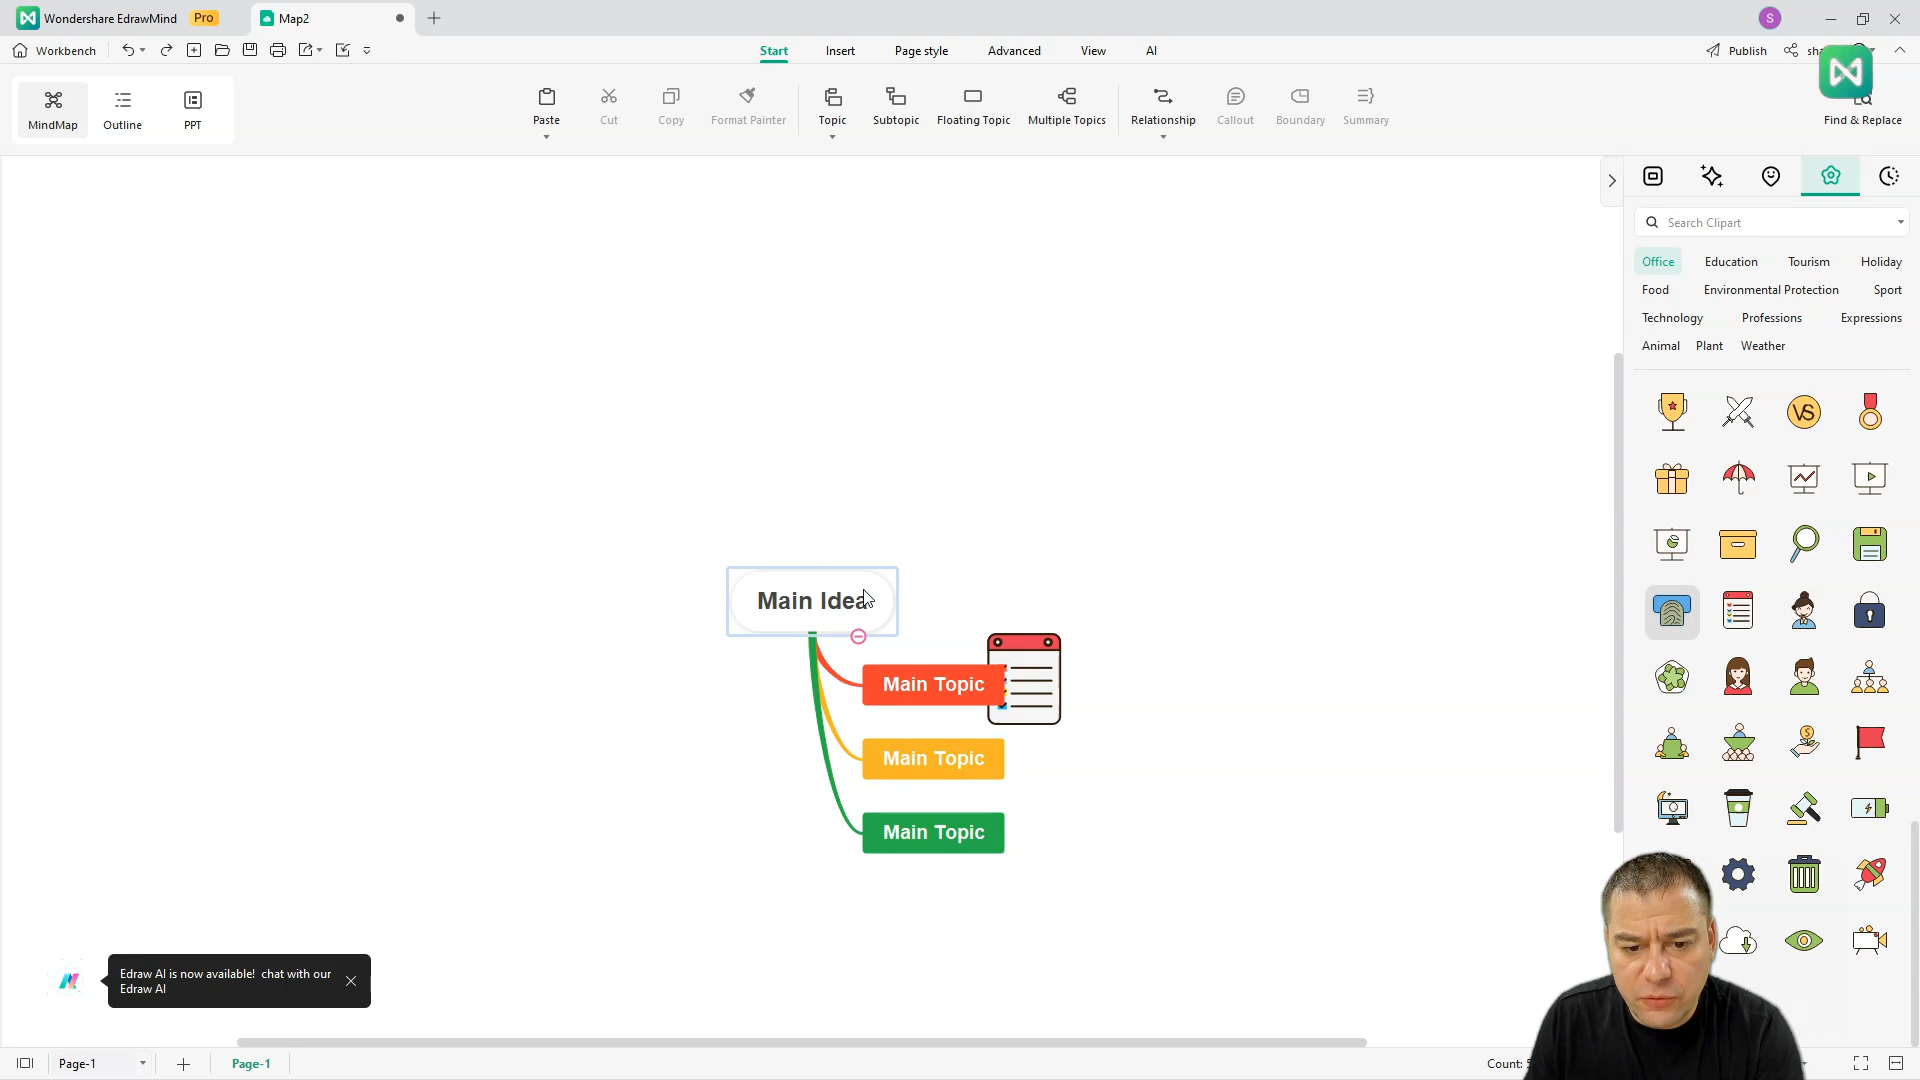 Wondershare EdrawMind Pro
Map2
S
Workbench
Start
Insert
Page style
Advanced
View
AI
Publish
MindMap
Outline
PPT
Paste
Cut
Copy
Format Painter
Topic
Subtopic
Floating Topic
Multiple Topics
Relationship
Callout
Boundary
Summary
Find & Replace
Search Clipart
Office Education Tourism Holiday
Food Environmental Protection Sport
Technology Professions Expressions
Animal Plant Weather
VS
Main Idea
Main Topic
Main Topic
Main Topic
Edraw AI is now available! chat with our
Edraw AI
Page-1
Page-1
Count: